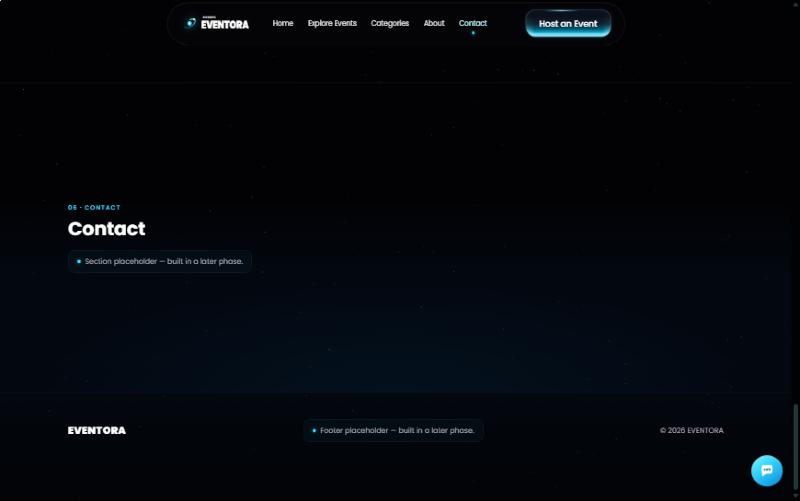 EVENTORA
Home
Explore Events
Categories
About
Contact
Host an Event
05 · CONTACT
Contact
Section placeholder — built in a later phase.
EVENTORA
Footer placeholder — built in a later phase.
© 2026 EVENTORA